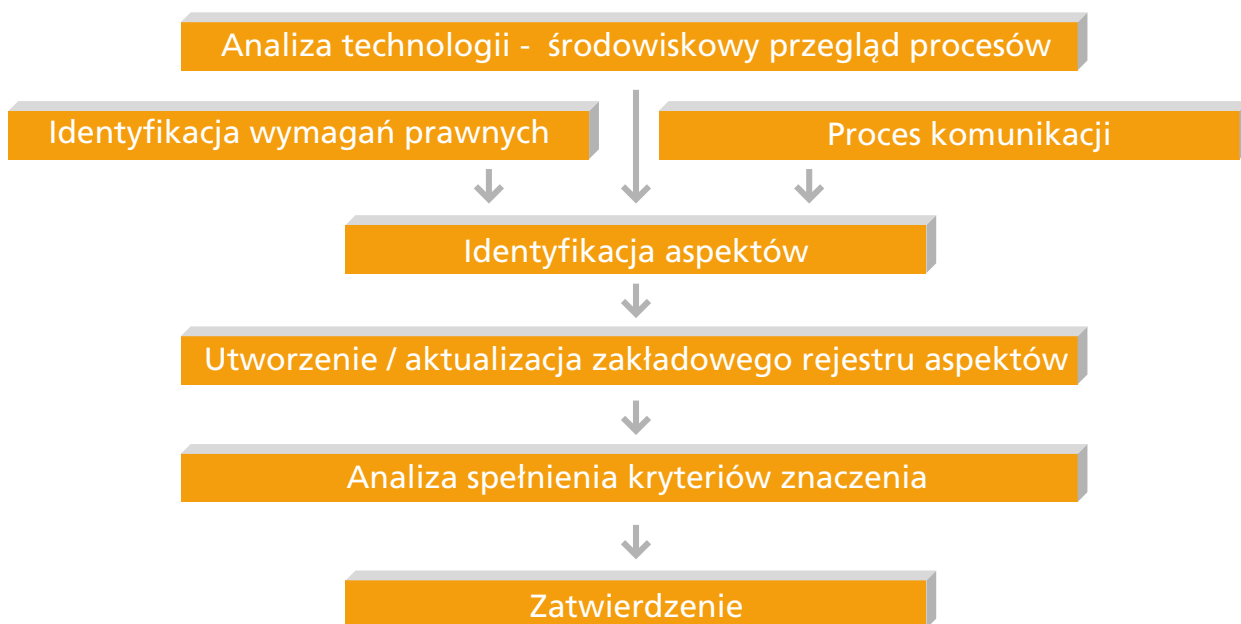 Analiza technologii - środowiskowy przegląd procesów
Identyfikacja wymagań prawnych
Proces komunikacji
Identyfikacja aspektów
Utworzenie / aktualizacja zakładowego rejestru aspektów
Analiza spełnienia kryteriów znaczenia
Zatwierdzenie